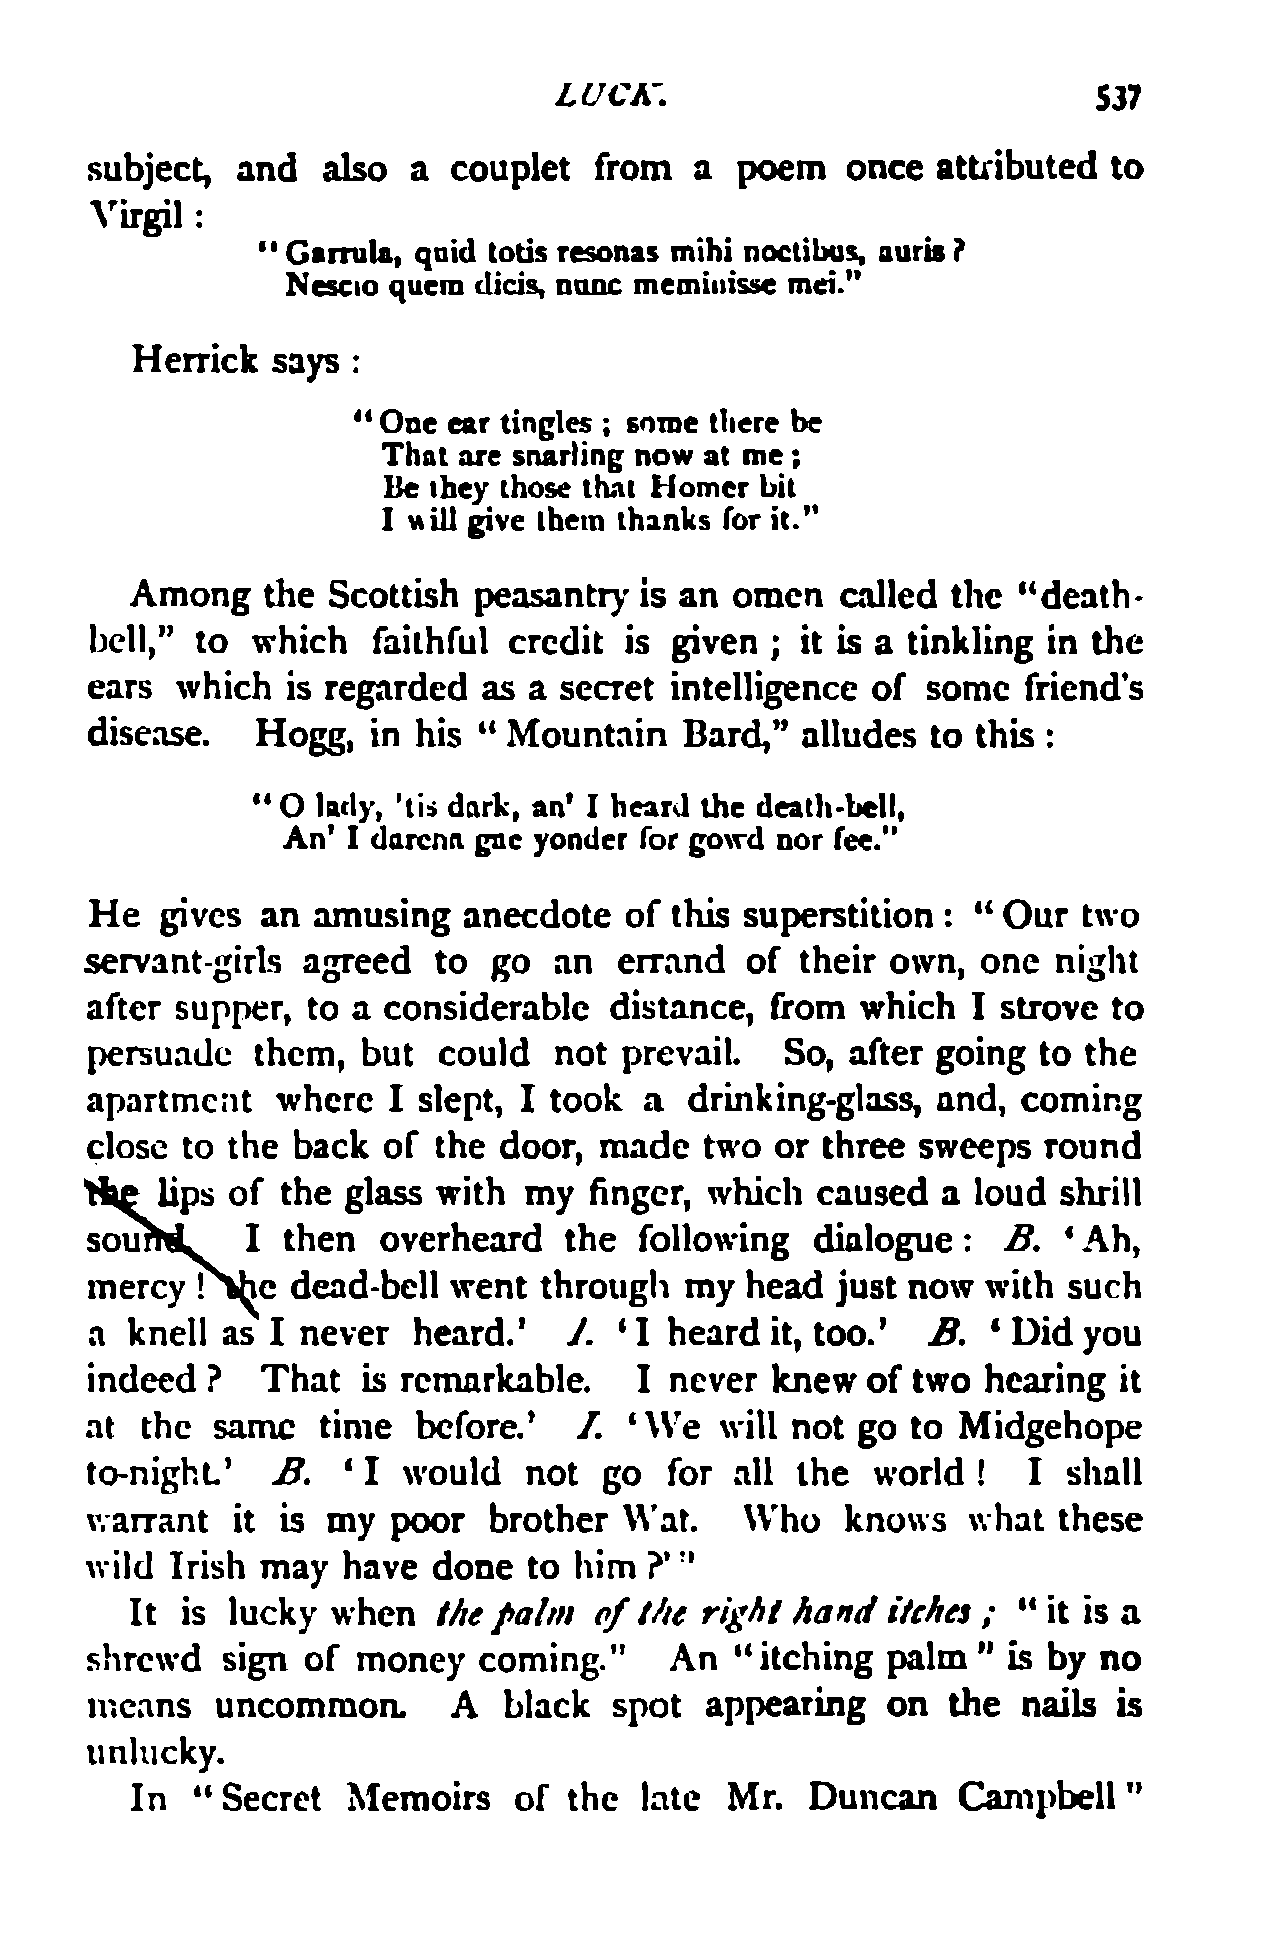 LUCK.
537
subject, and also a couplet from a poem once attributed to
Virgil :
" Garrula, quid totis resonas mihi noctibus, auris ?
Nescio quem dicis, nunc meminisse mei."
Herrick says :
" One ear tingles ; some there be
That are snarling now at me ;
Be they those that Homer bit
I will give them thanks for it."
Among the Scottish peasantry is an omen called the "death-
bell," to which faithful credit is given ; it is a tinkling in the
ears which is regarded as a secret intelligence of some friend's
disease. Hogg, in his " Mountain Bard," alludes to this :
" O lady, 'tis dark, an' I heard the death-bell,
An' I darena gae yonder for gowd nor fee."
He gives an amusing anecdote of this superstition : " Our two
servant-girls agreed to go an errand of their own, one night
after supper, to a considerable distance, from which I strove to
persuade them, but could not prevail. So, after going to the
apartment where I slept, I took a drinking-glass, and, coming
close to the back of the door, made two or three sweeps round
the lips of the glass with my finger, which caused a loud shrill
sound. I then overheard the following dialogue : B. ' Ah,
mercy ! the dead-bell went through my head just now with such
a knell as I never heard.' I. ' I heard it, too.' B. ' Did you
indeed ? That is remarkable. I never knew of two hearing it
at the same time before.' I. ' We will not go to Midgehope
to-night.' B. ' I would not go for all the world ! I shall
warrant it is my poor brother Wat. Who knows what these
wild Irish may have done to him ?' "
It is lucky when the palm of the right hand itches ; " it is a
shrewd sign of money coming." An " itching palm " is by no
means uncommon. A black spot appearing on the nails is
unlucky.
In " Secret Memoirs of the late Mr. Duncan Campbell "